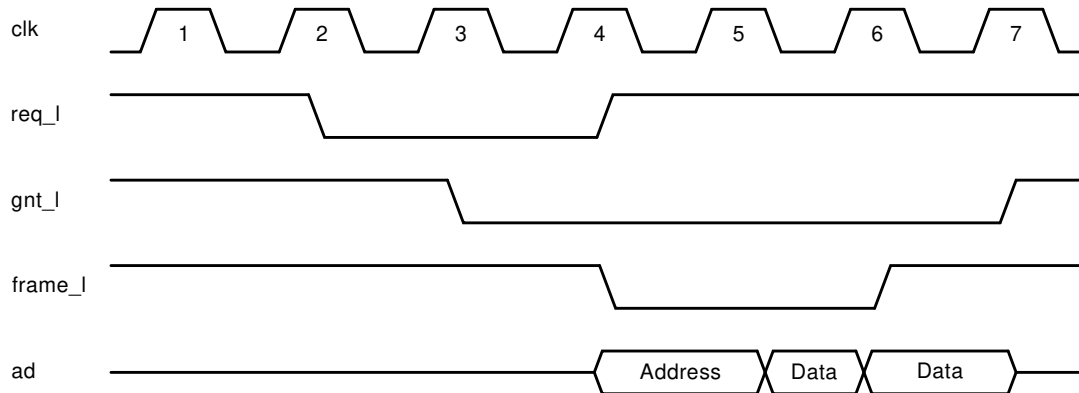 clk 1 2 3 4 5 6 7
req_l
gnt_l
frame_l
ad Address Data Data